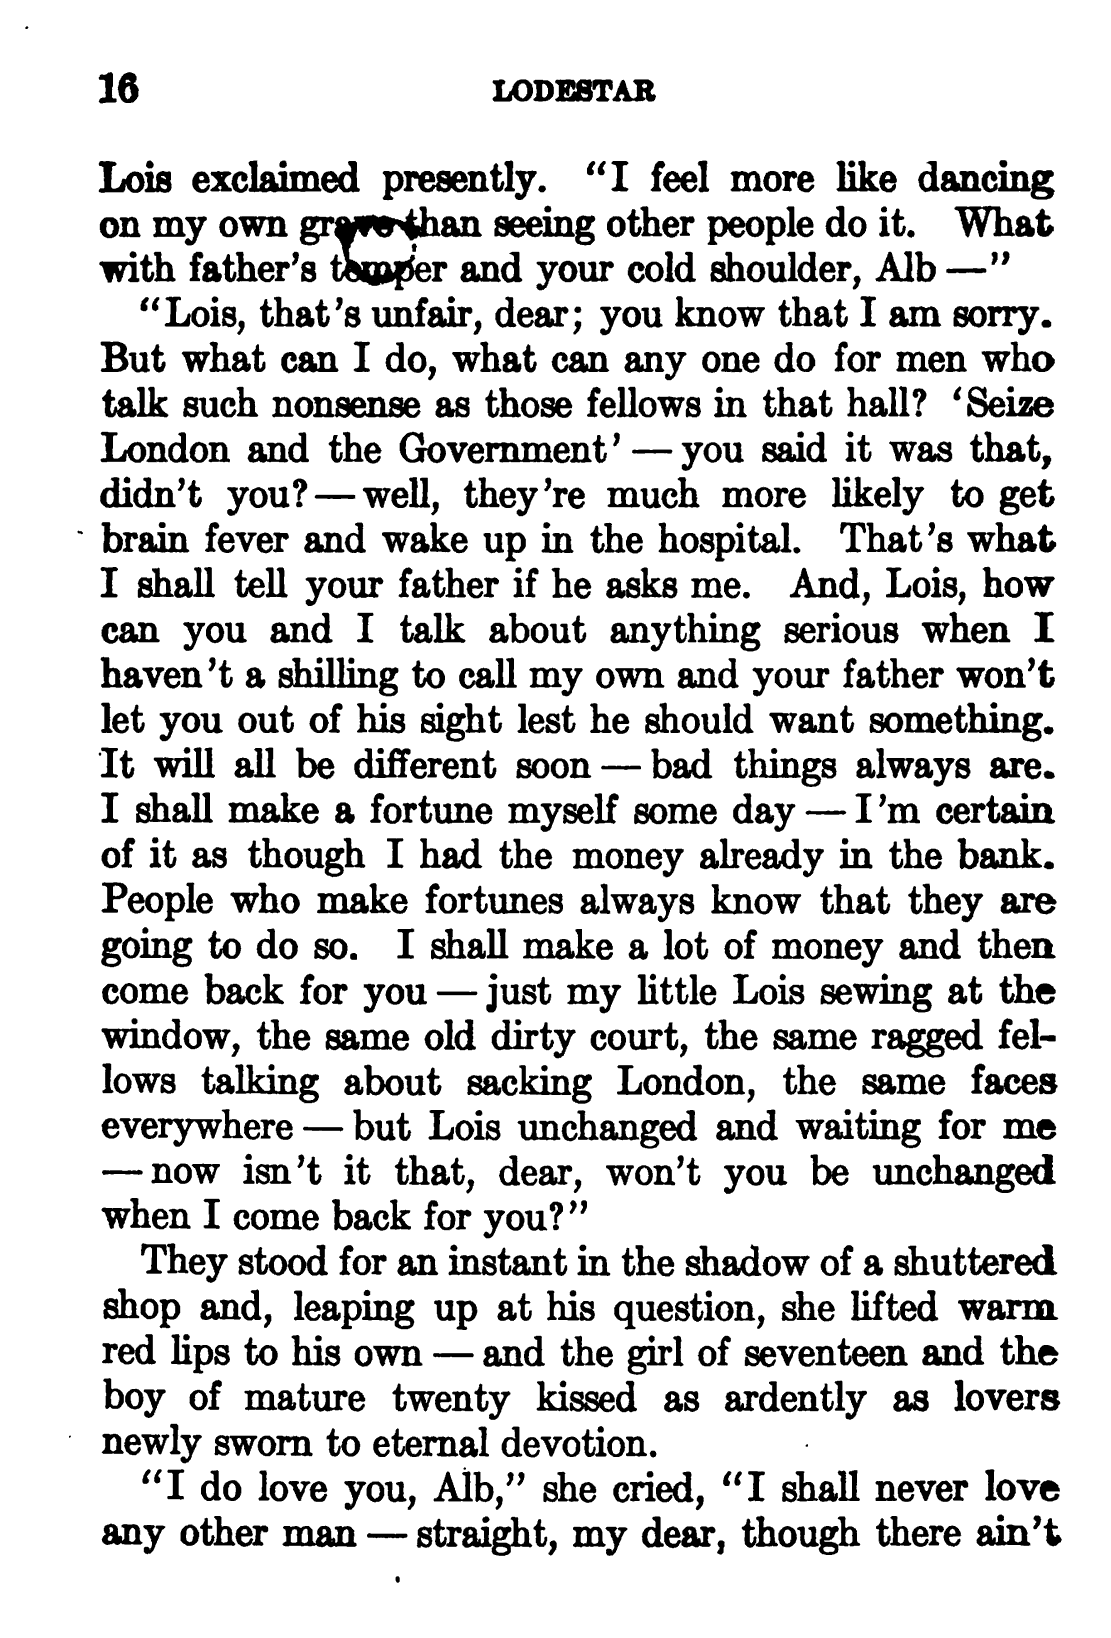 16 LODESTAR
Lois exclaimed presently. "I feel more like dancing
on my own grave than seeing other people do it. What
with father's temper and your cold shoulder, Alb —"
"Lois, that's unfair, dear; you know that I am sorry.
But what can I do, what can any one do for men who
talk such nonsense as those fellows in that hall? 'Seize
London and the Government' — you said it was that,
didn't you? — well, they're much more likely to get
brain fever and wake up in the hospital. That's what
I shall tell your father if he asks me. And, Lois, how
can you and I talk about anything serious when I
haven't a shilling to call my own and your father won't
let you out of his sight lest he should want something.
It will all be different soon — bad things always are.
I shall make a fortune myself some day — I'm certain
of it as though I had the money already in the bank.
People who make fortunes always know that they are
going to do so. I shall make a lot of money and then
come back for you — just my little Lois sewing at the
window, the same old dirty court, the same ragged fel-
lows talking about sacking London, the same faces
everywhere — but Lois unchanged and waiting for me
— now isn't it that, dear, won't you be unchanged
when I come back for you?"
They stood for an instant in the shadow of a shuttered
shop and, leaping up at his question, she lifted warm
red lips to his own — and the girl of seventeen and the
boy of mature twenty kissed as ardently as lovers
newly sworn to eternal devotion.
"I do love you, Alb," she cried, "I shall never love
any other man — straight, my dear, though there ain't